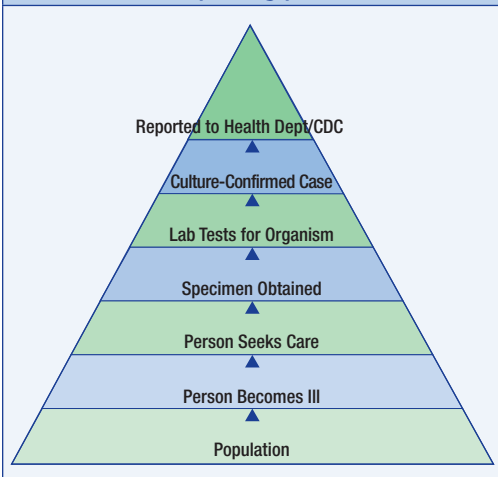 Reported to Health Dept/CDC
Culture-Confirmed Case
Lab Tests for Organism
Specimen Obtained
Person Seeks Care
Person Becomes Ill
Population